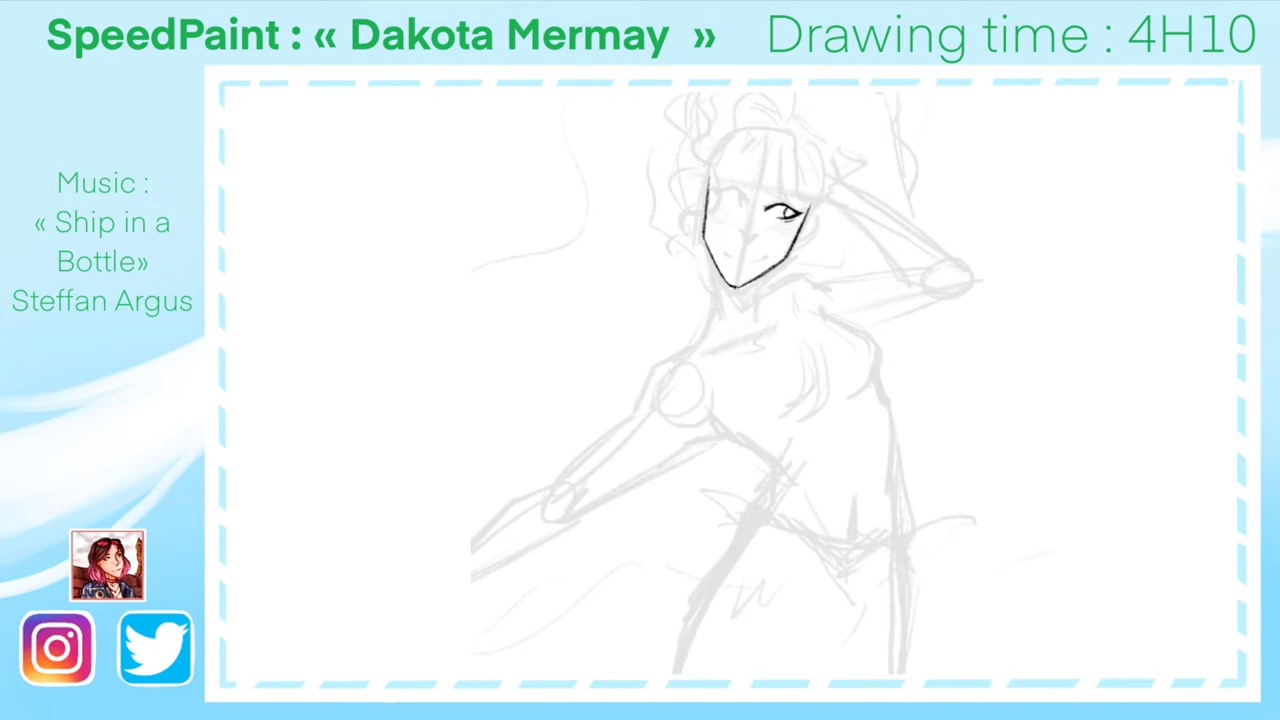 SpeedPaint : « Dakota Mermay »
Drawing time : 4H10
Music :
« Ship in a
Bottle»
Steffan Argus